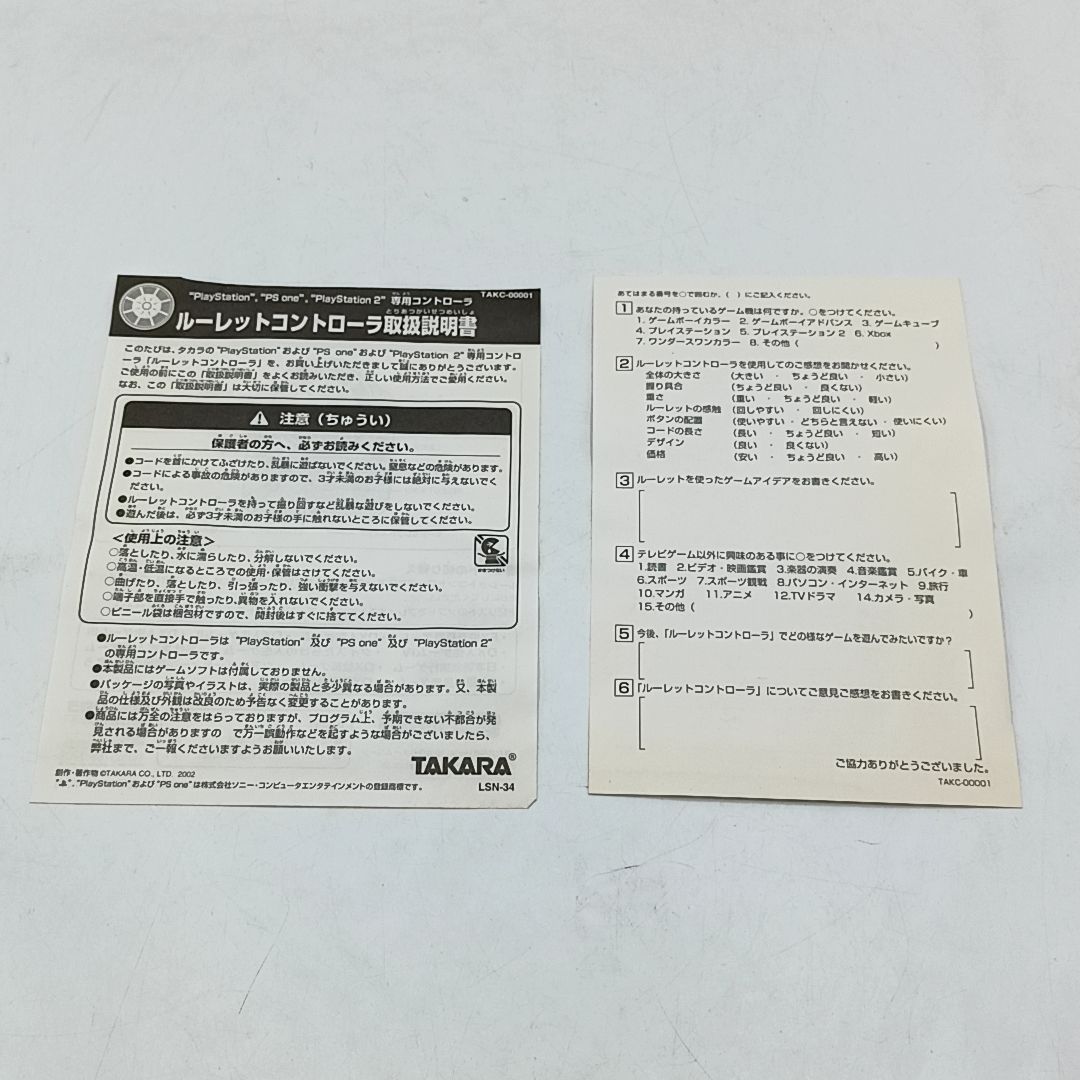 "PlayStation", "PS one", "PlayStation 2" 専用コントローラ
TAKC-00001
とりあつかいせつめいしょ
ルーレットコントローラ取扱説明書
このたびは、タカラの"PlayStation"および"PS one"および"PlayStation 2"専用コントロ
ーラ「ルーレットコントローラ」を、お買い上げいただきまして誠にありがとうございます。
ご使用の前にこの「取扱説明書」をよくお読みいただき、正しい使用方法でご愛用ください。
なお、この「取扱説明書」は大切に保管してください。
注意（ちゅうい）
保護者の方へ、必ずお読みください。
●コードを首にかけてふざけたり、乱暴に遊ばないでください。窒息などの危険があります。
●コードによる事故の危険がありますので、3才未満のお子様には絶対に与えないでく
ださい。
●ルーレットコントローラを持って振り回すなど乱暴な遊びをしないでください。
●遊んだ後は、必ず3才未満のお子様の手に触れないところに保管してください。
＜使用上の注意＞
○落としたり、水に濡らしたり、分解しないでください。
○高温・低温になるところでの使用・保管はさけてください。
○曲げたり、落としたり、引っ張ったり、強い衝撃を与えないでください。
○端子部を直接手で触ったり、異物を入れないでください。
○ビニール袋は梱包材ですので、開封後はすぐに捨ててください。
●ルーレットコントローラは "PlayStation" 及び "PS one" 及び "PlayStation 2"
の専用コントローラです。
●本製品にはゲームソフトは付属しておりません。
●パッケージの写真やイラストは、実際の製品と多少異なる場合があります。又、本製
品の仕様及び外観は改良のため予告なく変更することがあります。
●商品には万全の注意をはらっておりますが、プログラム上、予期できない不都合が発
見される場合がありますの で万一誤動作などを起すような場合がございましたら、
弊社まで、ご一報くださいますようお願いいたします。
TAKARA®
創作・著作物 ©TAKARA CO., LTD. 2002
"PlayStation"および"PS one"は株式会社ソニー・コンピュータエンタテインメントの登録商標です。
LSN-34
あてはまる番号を○で囲むか、( )にご記入ください。
1 あなたの持っているゲーム機は何ですか。○をつけてください。
1. ゲームボーイカラー 2. ゲームボーイアドバンス 3. ゲームキューブ
4. プレイステーション 5. プレイステーション2 6. Xbox
7. ワンダースワンカラー 8. その他( )
2 ルーレットコントローラを使用してのご感想をお聞かせください。
全体の大きさ (大きい ・ ちょうど良い ・ 小さい)
握り具合 (ちょうど良い ・ 良くない)
重さ (重い ・ ちょうど良い ・ 軽い)
ルーレットの感触 (回しやすい ・ 回しにくい)
ボタンの配置 (使いやすい・どちらと言えない・使いにくい)
コードの長さ (長い ・ ちょうど良い ・ 短い)
デザイン (良い ・ 良くない)
価格 (安い ・ ちょうど良い ・ 高い)
3 ルーレットを使ったゲームアイデアをお書きください。
4 テレビゲーム以外に興味のある事に○をつけてください。
1.読書 2.ビデオ・映画鑑賞 3.楽器の演奏 4.音楽鑑賞 5.バイク・車
6.スポーツ 7.スポーツ観戦 8.パソコン・インターネット 9.旅行
10.マンガ 11.アニメ 12.TVドラマ 14.カメラ・写真
15.その他( )
5 今後、「ルーレットコントローラ」でどの様なゲームを遊んでみたいですか？
6 「ルーレットコントローラ」についてご意見ご感想をお書きください。
ご協力ありがとうございました。
TAKC-00001